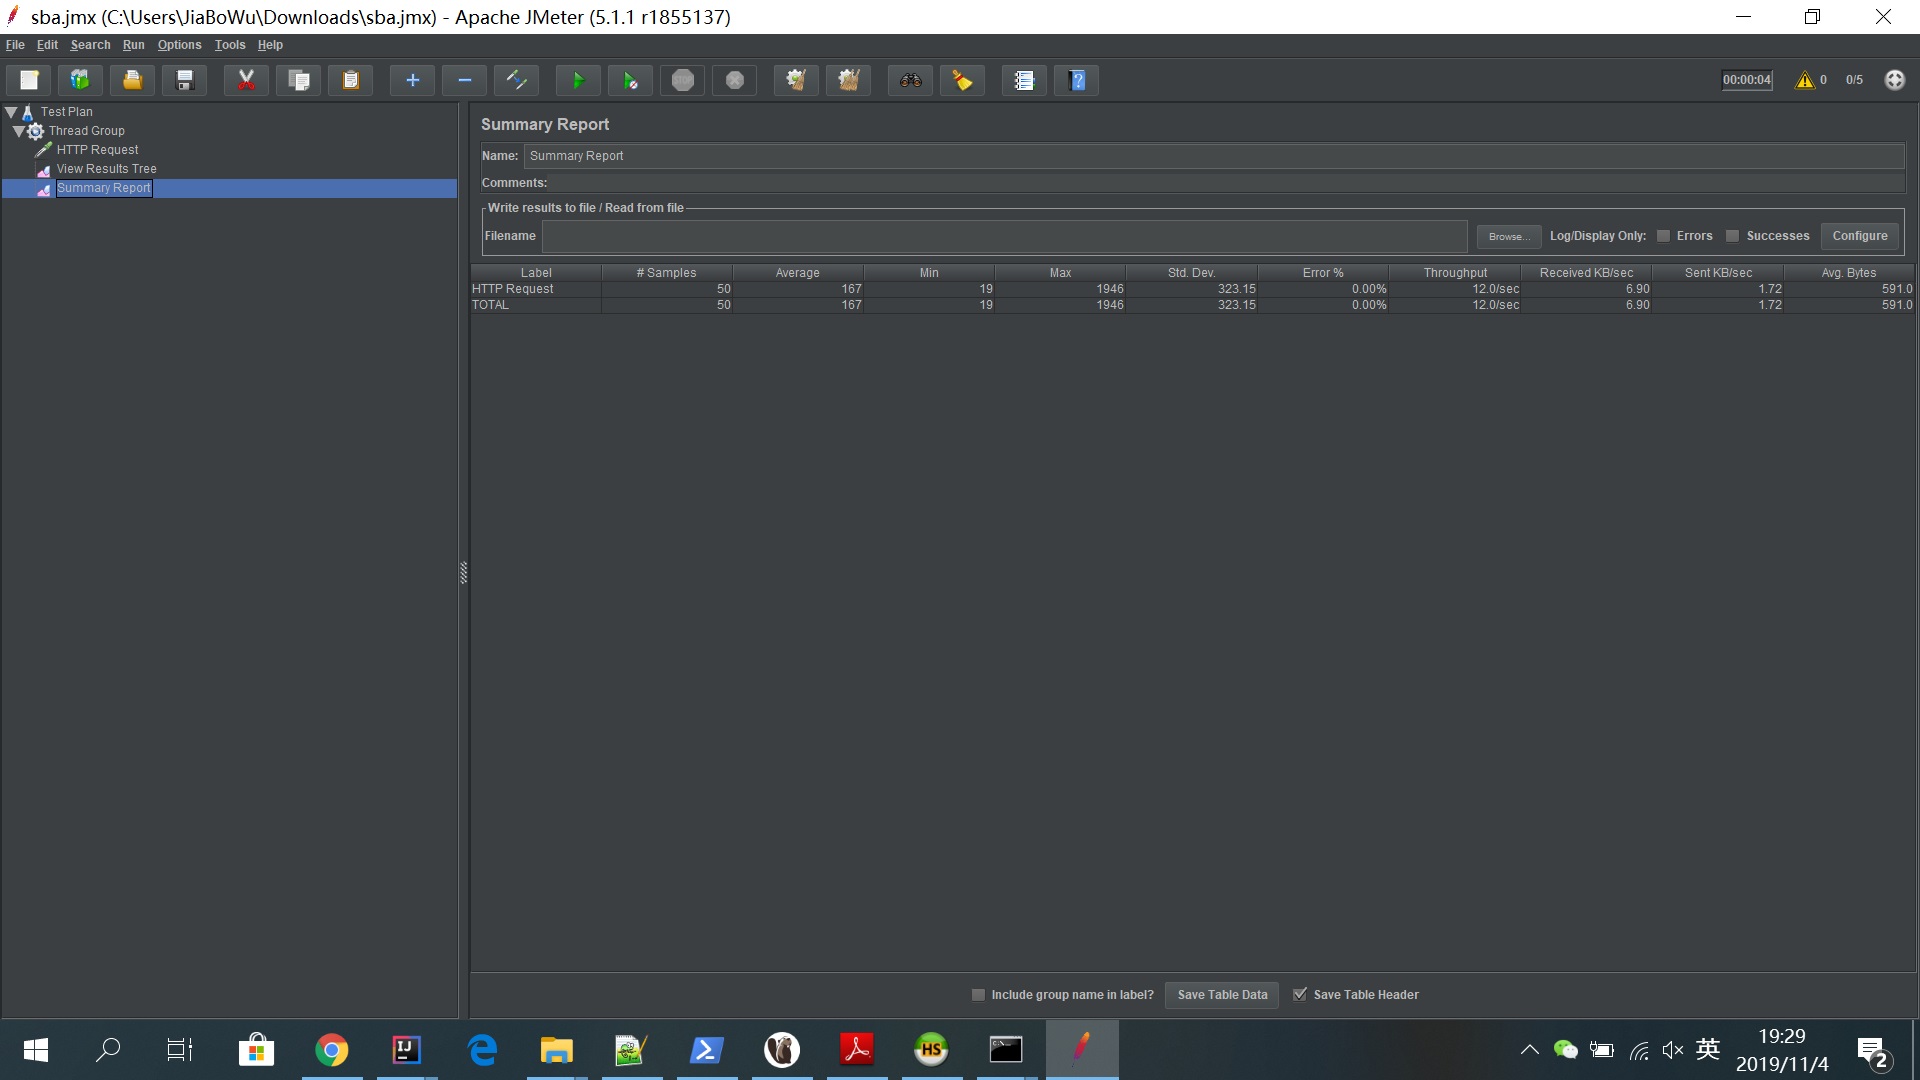 sba.jmx (C:\Users\JiaBoWu\Downloads\sba.jmx) - Apache JMeter (5.1.1 r1855137)
File Edit Search Run Options Tools Help
00:00:04 0 0/5
Test Plan
Thread Group
HTTP Request
View Results Tree
Summary Report
Summary Report
Name: Summary Report
Comments:
Write results to file / Read from file
Filename Browse... Log/Display Only: Errors Successes Configure
Label # Samples Average Min Max Std. Dev. Error % Throughput Received KB/sec Sent KB/sec Avg. Bytes
HTTP Request 50 167 19 1946 323.15 0.00% 12.0/sec 6.90 1.72 591.0
TOTAL 50 167 19 1946 323.15 0.00% 12.0/sec 6.90 1.72 591.0
Include group name in label? Save Table Data Save Table Header
IJ
HS
英
19:29
2019/11/4
2